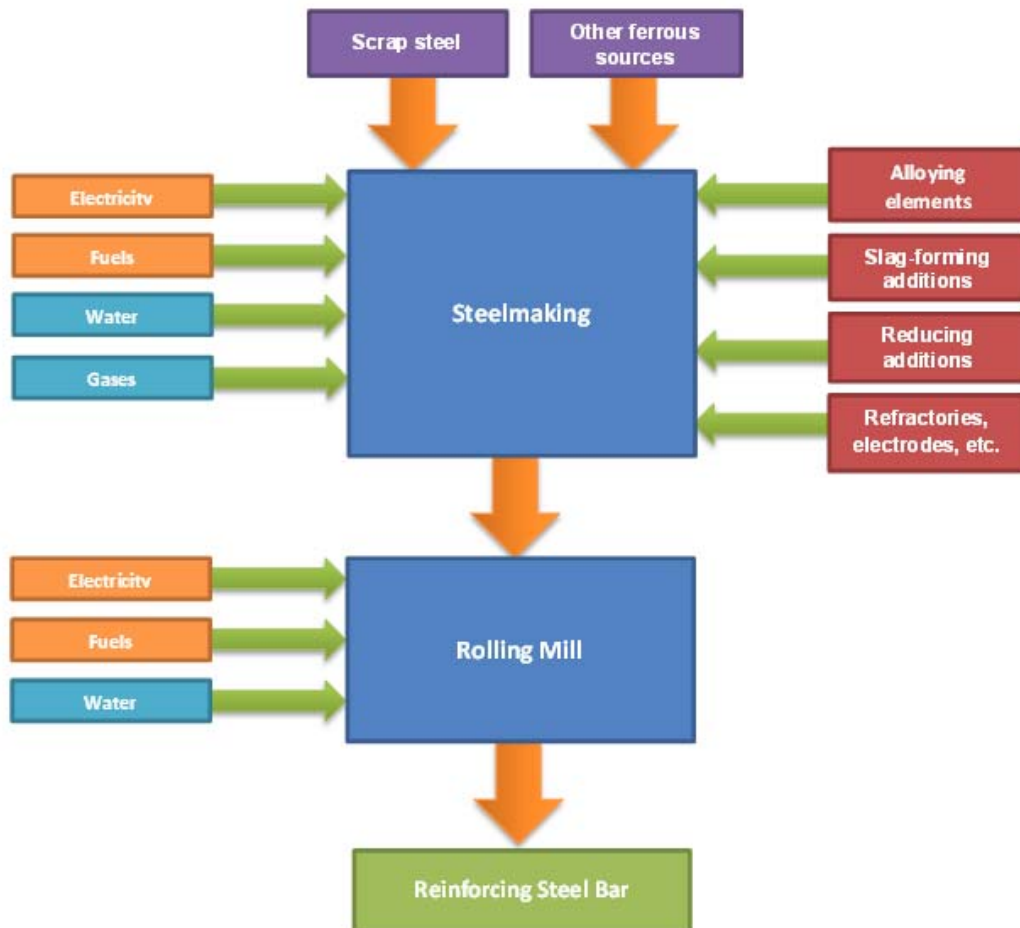 Scrap steel
Other ferrous
sources
Electricity
Alloying
elements
Fuels
Slag-forming
additions
Water
Steelmaking
Reducing
additions
Gases
Refractories,
electrodes, etc.
Electricity
Fuels
Rolling Mill
Water
Reinforcing Steel Bar